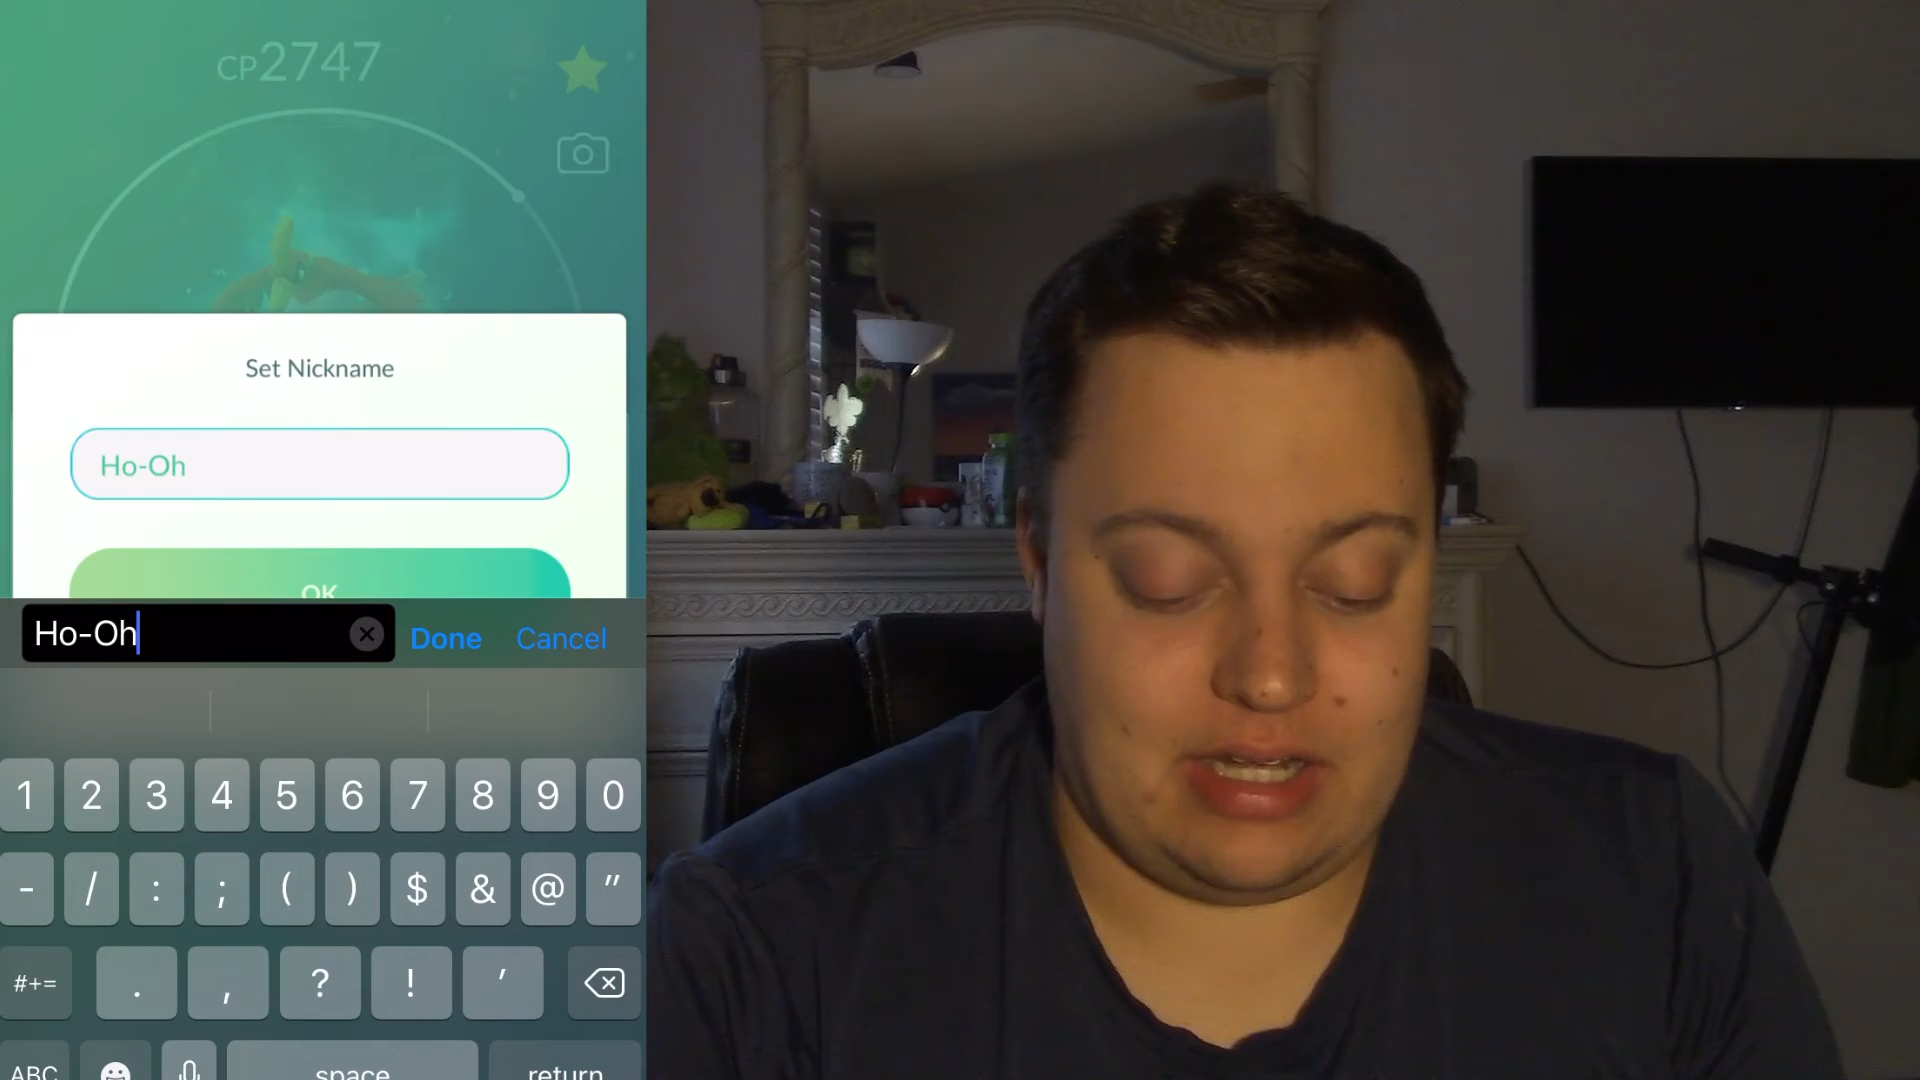 CP2747
Set Nickname
Ho-Oh
OK
Ho-Oh Done Cancel
1 2 3 4 5 6 7 8 9 0
- / : ; ( ) $ & @ "
#+= . , ? ! '
ABC space return